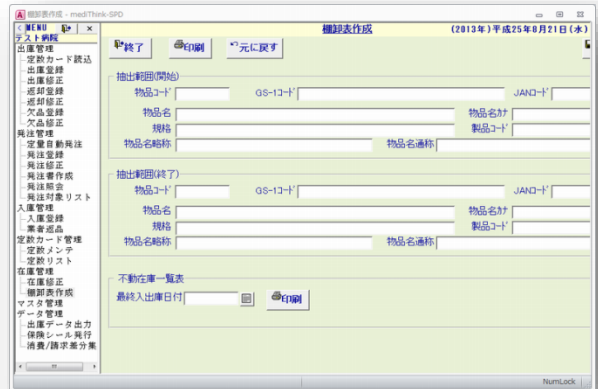 棚卸表作成 - mediThink-SPD
MENU
テスト病院
出庫管理
定数カード読込
出庫登録
出庫修正
返却登録
返却修正
欠品登録
欠品修正
発注管理
定量自動発注
発注登録
発注修正
発注書作成
発注照会
発注対象リスト
入庫管理
入庫登録
業者返品
定数カード管理
定数メンテ
定数リスト
在庫管理
在庫修正
棚卸表作成
マスタ管理
データ管理
出庫データ出力
保険シール発行
消費/請求差分集
棚卸表作成 (2013年)平成25年8月21日(水)
終了 印刷 元に戻す
抽出範囲(開始)
物品コード GS-1コード JANコード
物品名 物品名カナ
規格 製品コード
物品名略称 物品名通称
抽出範囲(終了)
物品コード GS-1コード JANコード
物品名 物品名カナ
規格 製品コード
物品名略称 物品名通称
不動在庫一覧表
最終入出庫日付 印刷
NumLock